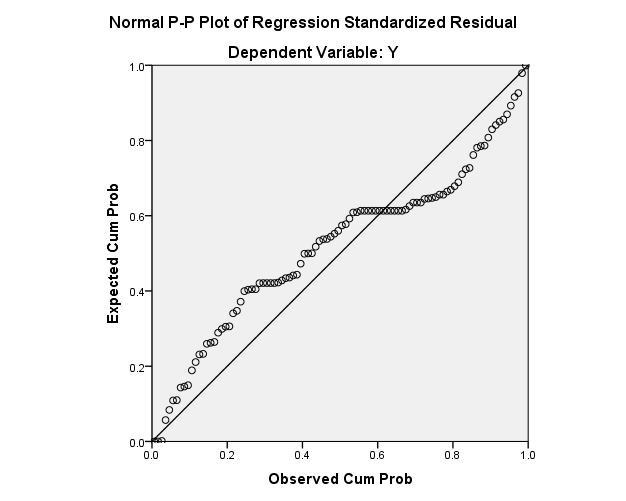 Normal P-P Plot of Regression Standardized Residual
Dependent Variable: Y
1.0
0.8
0.6
0.4
0.2
0.0
Expected Cum Prob
0.0 0.2 0.4 0.6 0.8 1.0
Observed Cum Prob